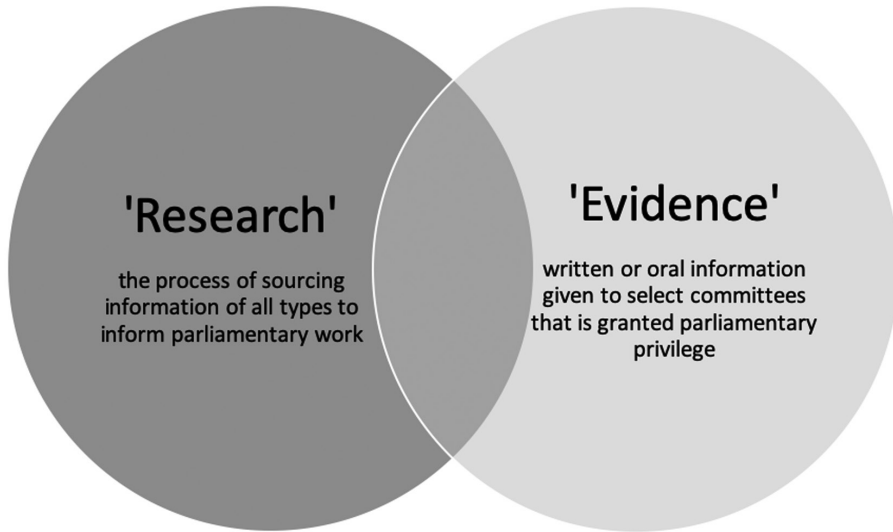 'Research'
the process of sourcing
information of all types to
inform parliamentary work
'Evidence'
written or oral information
given to select committees
that is granted parliamentary
privilege